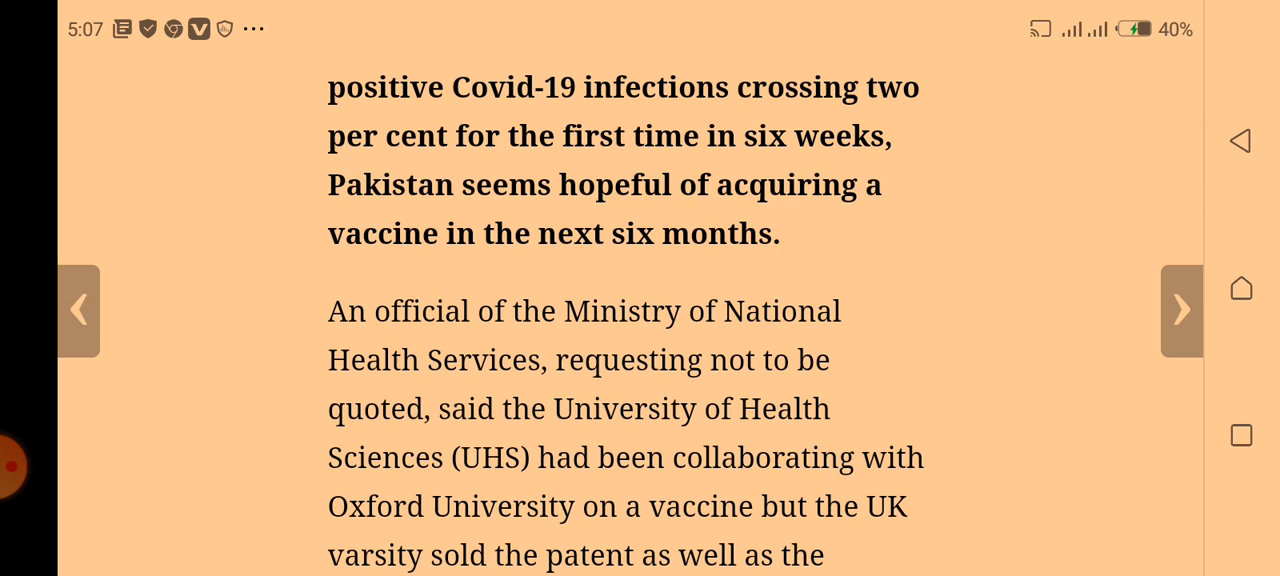 5:07 40%
positive Covid-19 infections crossing two
per cent for the first time in six weeks,
Pakistan seems hopeful of acquiring a
vaccine in the next six months.
An official of the Ministry of National
Health Services, requesting not to be
quoted, said the University of Health
Sciences (UHS) had been collaborating with
Oxford University on a vaccine but the UK
varsity sold the patent as well as the